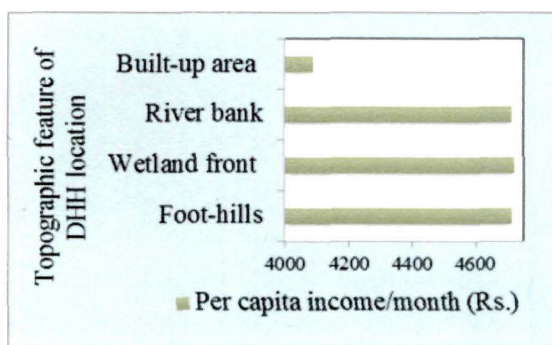 Topographic feature of
DHH location
Built-up area
River bank
Wetland front
Foot-hills
4000 4200 4400 4600
Per capita income/month (Rs.)